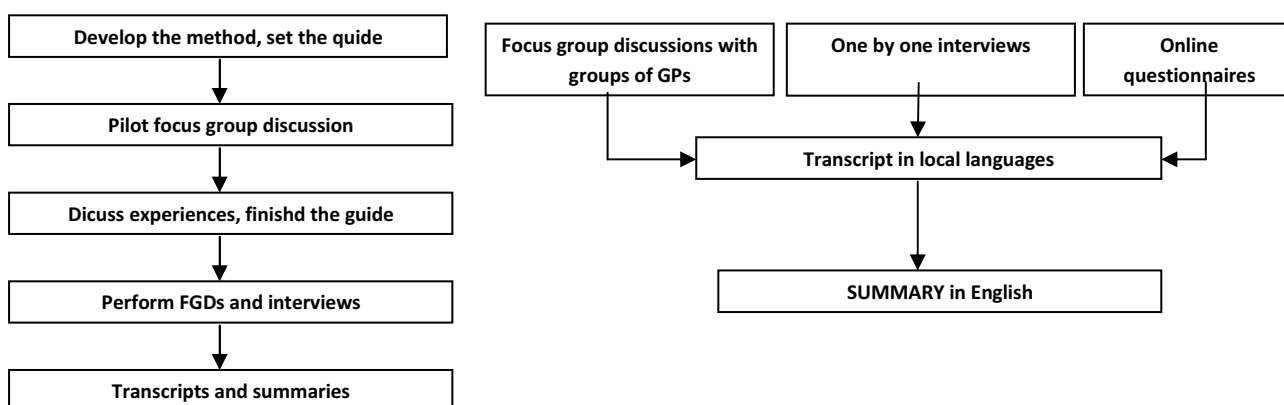 Develop the method, set the quide
Pilot focus group discussion
Dicuss experiences, finishd the guide
Perform FGDs and interviews
Transcripts and summaries
Focus group discussions with
groups of GPs
One by one interviews
Online
questionnaires
Transcript in local languages
SUMMARY in English